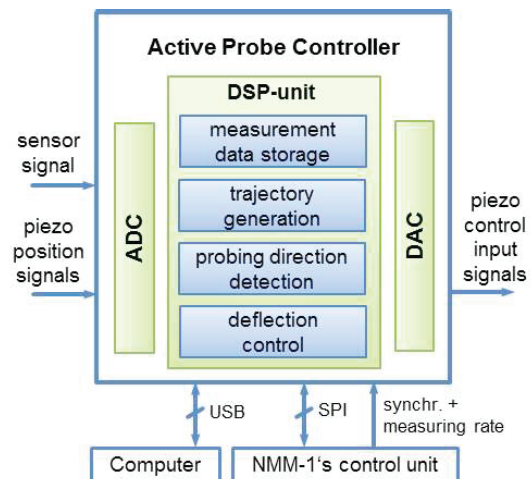 Active Probe Controller
DSP-unit
measurement
data storage
trajectory
generation
probing direction
detection
deflection
control
ADC
DAC
sensor
signal
piezo
position
signals
piezo
control
input
signals
USB
SPI
synchr. +
measuring rate
Computer
NMM-1‘s control unit